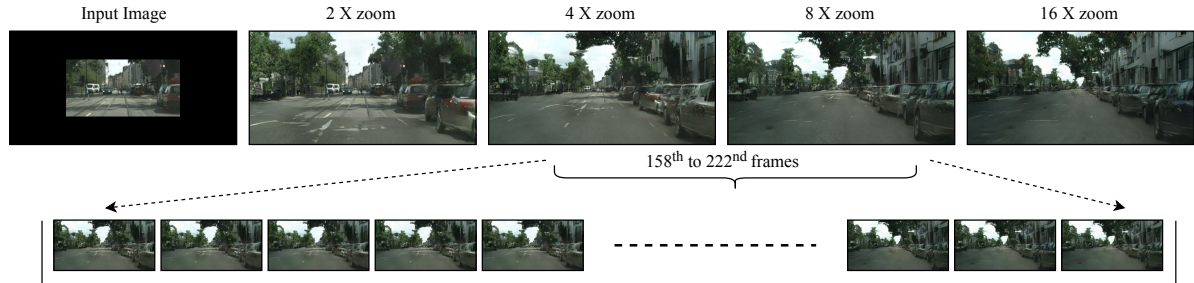 Input Image
2 X zoom
4 X zoom
8 X zoom
16 X zoom
158th to 222nd frames